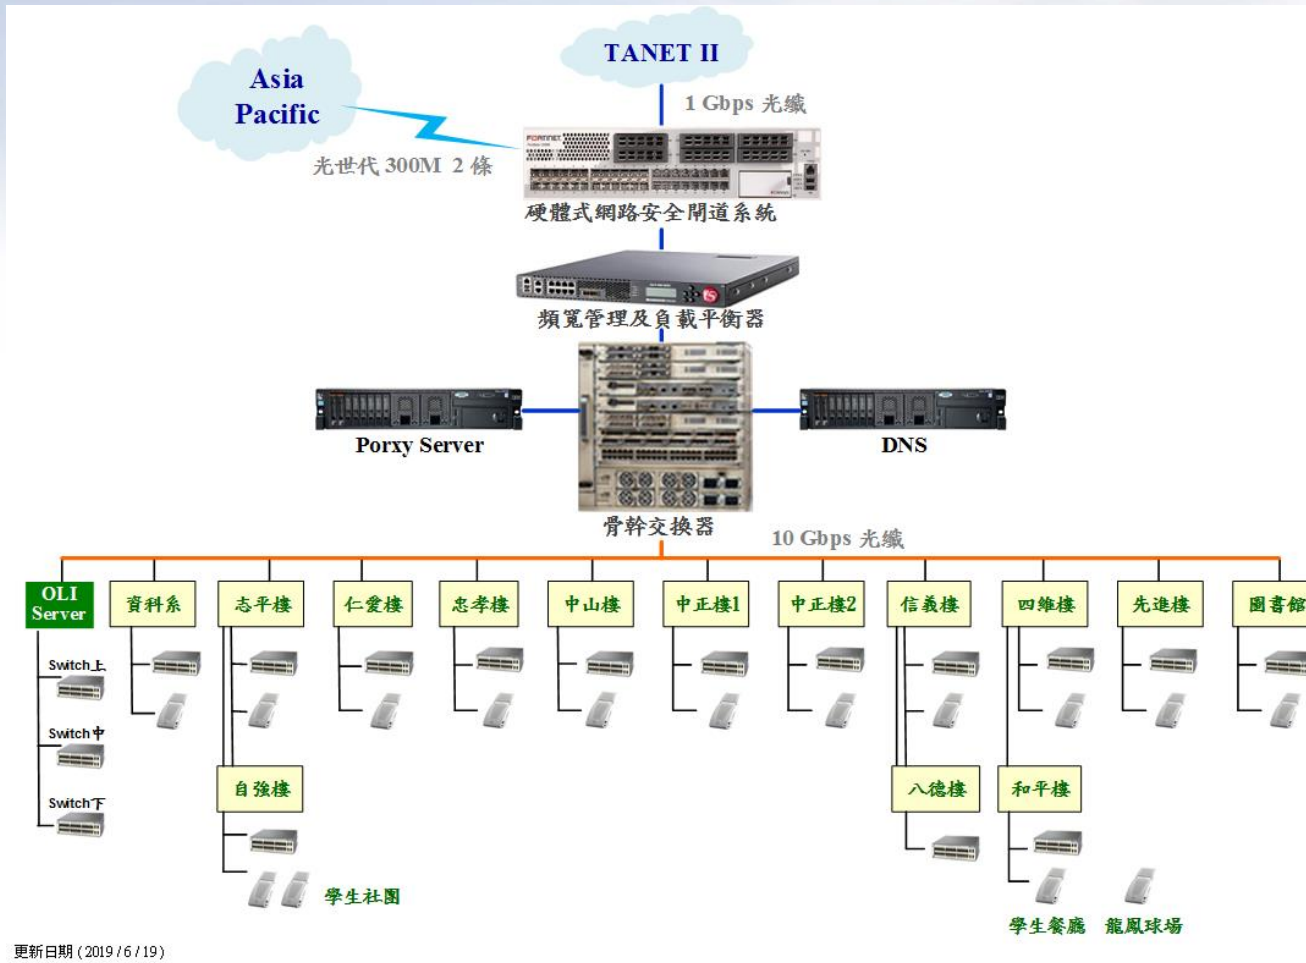 Asia
Pacific
TANET II
1 Gbps 光纖
光世代 300M 2 條
FORTINET
硬體式網路安全閘道系統
頻寬管理及負載平衡器
Porxy Server
DNS
骨幹交換器
10 Gbps 光纖
OLI
Server
資科系
志平樓
仁愛樓
忠孝樓
中山樓
中正樓1
中正樓2
信義樓
四維樓
先進樓
圖書館
Switch上
Switch中
Switch下
自強樓
八德樓
和平樓
學生社團
學生餐廳
龍鳳球場
更新日期 ( 2019 / 6 / 19 )